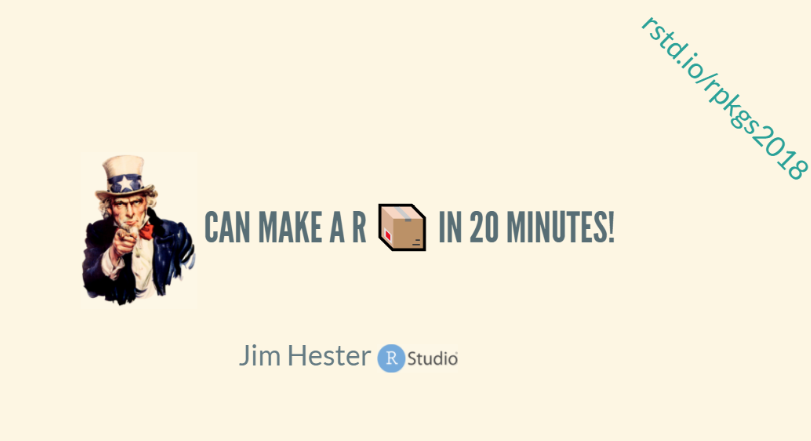 rstd.io/rpkgs2018
CAN MAKE A R IN 20 MINUTES!
Jim Hester R Studio